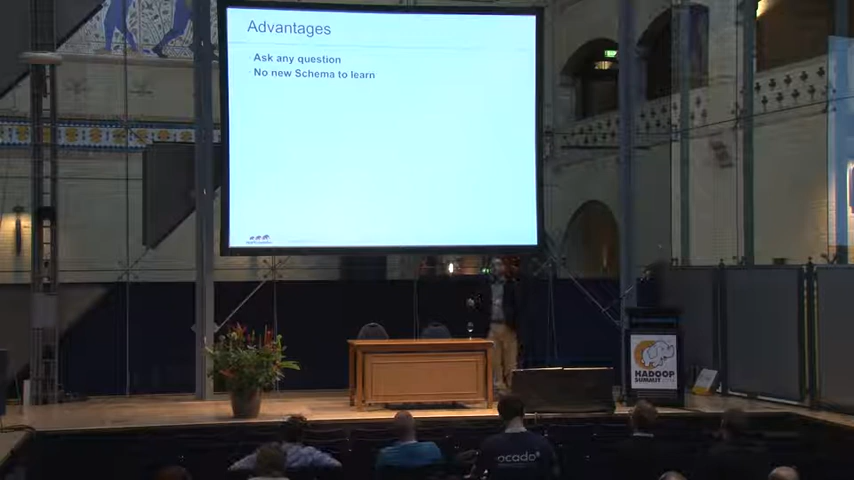 Advantages
Ask any question
No new Schema to learn
HADOOP
SUMMIT
ocado